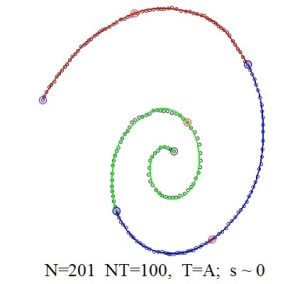 N=201 NT=100, T=A; s ~ 0